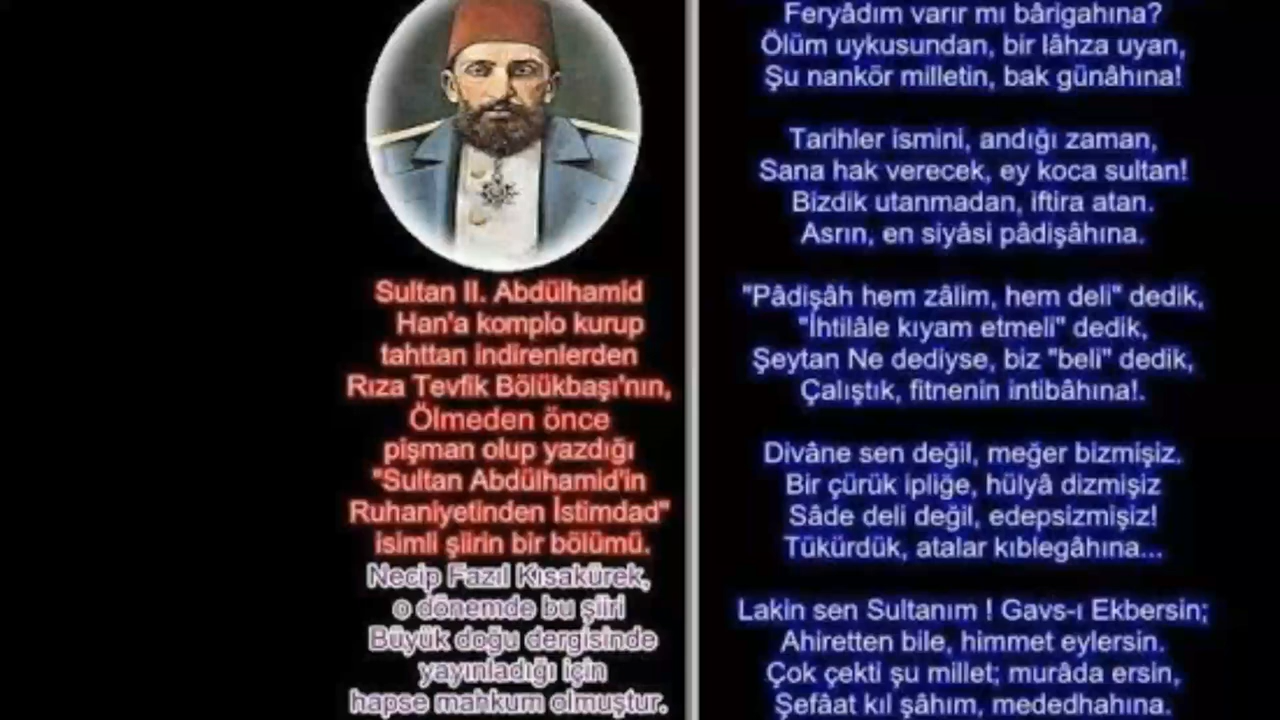 Sultan II. Abdülhamid
Han'a komplo kurup
tahttan indirenlerden
Rıza Tevfik Bölükbaşı'nın,
Ölmeden önce
pişman olup yazdığı
"Sultan Abdülhamid'in
Ruhaniyetinden İstimdad"
isimli şiirin bir bölümü.
Necip Fazıl Kısakürek,
o dönemde bu şiiri
Büyük doğu dergisinde
yayınladığı için
hapse mahkum olmuştur.
Feryâdım varır mı bârigahına?
Ölüm uykusundan, bir lâhza uyan,
Şu nankör milletin, bak günâhına!
Tarihler ismini, andığı zaman,
Sana hak verecek, ey koca sultan!
Bizdik utanmadan, iftira atan.
Asrın, en siyâsi pâdişâhına.
"Pâdişâh hem zâlim, hem deli" dedik,
"İhtilâle kıyam etmeli" dedik,
Şeytan Ne dediyse, biz "beli" dedik,
Çalıştık, fitnenin intibâhına!.
Divâne sen değil, meğer bizmişiz.
Bir çürük ipliğe, hülyâ dizmişiz
Sâde deli değil, edepsizmişiz!
Tükürdük, atalar kıblegâhına...
Lakin sen Sultanım ! Gavs-ı Ekbersin;
Ahiretten bile, himmet eylersin.
Çok çekti şu millet; murâda ersin,
Şefâat kıl şâhım, mededhahına.